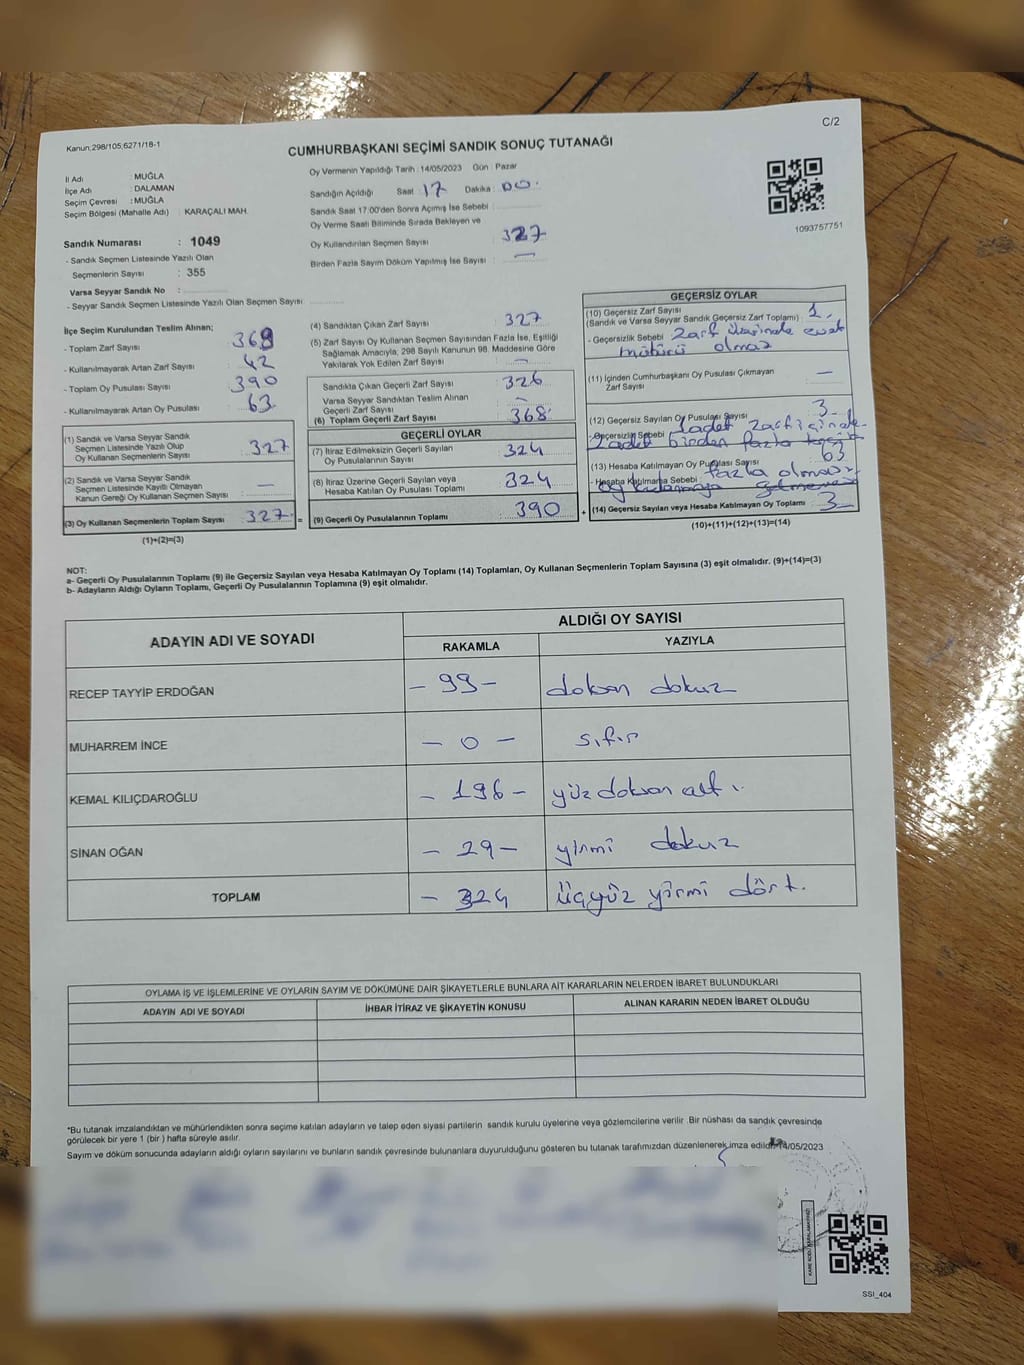 C/2
Kanun;298/105;6271/18-1
CUMHURBAŞKANI SEÇİMİ SANDIK SONUÇ TUTANAĞI
İl Adı : MUĞLA
İlçe Adı : DALAMAN
Seçim Çevresi : MUĞLA
Seçim Bölgesi (Mahalle Adı) : KARAÇALI MAH.
Sandık Numarası : 1049
- Sandık Seçmen Listesinde Yazılı Olan
Seçmenlerin Sayısı : 355
Varsa Seyyar Sandık No :
- Seyyar Sandık Seçmen Listesinde Yazılı Olan Seçmen Sayısı
Oy Vermenin Yapıldığı Tarih : 14/05/2023 Gün : Pazar
Sandığın Açıldığı Saat : 17 Dakika : 00.
Sandık Saat 17:00'den Sonra Açımış İse Sebebi :
Oy Verme Saati Bitiminde Sırada Bekleyen ve
Oy Kullandırılan Seçmen Sayısı : 327
Birden Fazla Sayım Döküm Yapılmış İse Sayısı : —
1093757751
İlçe Seçim Kurulundan Teslim Alınan;
- Toplam Zarf Sayısı : 369
- Kullanılmayarak Artan Zarf Sayısı : 42
- Toplam Oy Pusulası Sayısı : 390
- Kullanılmayarak Artan Oy Pusulası : 63
(1) Sandık ve Varsa Seyyar Sandık
Seçmen Listesinde Yazılı Olup
Oy Kullanan Seçmenlerin Sayısı : 327
(2) Sandık ve Varsa Seyyar Sandık
Seçmen Listesinde Kayıtlı Olmayan
Kanun Gereği Oy Kullanan Seçmen Sayısı : —
(3) Oy Kullanan Seçmenlerin Toplam Sayısı : 327 =
(1)+(2)=(3)
(4) Sandıktan Çıkan Zarf Sayısı : 327
(5) Zarf Sayısı Oy Kullanan Seçmen Sayısından Fazla İse, Eşitliği
Sağlamak Amacıyla; 298 Sayılı Kanunun 98. Maddesine Göre
Yakılarak Yok Edilen Zarf Sayısı : —
Sandıkta Çıkan Geçerli Zarf Sayısı : 326
Varsa Seyyar Sandıktan Teslim Alınan
Geçerli Zarf Sayısı : —
(6) Toplam Geçerli Zarf Sayısı : 368
GEÇERLİ OYLAR
(7) İtiraz Edilmeksizin Geçerli Sayılan
Oy Pusulasının Sayısı : 324
(8) İtiraz Üzerine Geçerli Sayılan veya
Hesaba Katılan Oy Pusulası Toplamı : 324
(9) Geçerli Oy Pusulalarının Toplamı : 390 +
GEÇERSİZ OYLAR
(10) Geçersiz Zarf Sayısı
(Sandık ve Varsa Seyyar Sandık Geçersiz Zarf Toplamı) : 1.
- Geçersizlik Sebebi : Zarf üzerinde evet
mührü olmaz
(11) İçinden Cumhurbaşkanı Oy Pusulası Çıkmayan
Zarf Sayısı : —
(12) Geçersiz Sayılan Oy Pusulası Sayısı : 3
- Geçersizlik Sebebi 1 adet zarf içinde
2 adet birden fazla tercih
(13) Hesaba Katılmayan Oy Pusulası Sayısı : 63
- Hesaba Katılmama Sebebi : fazla olması
oy kullanmaya gelmemesi
(14) Geçersiz Sayılan veya Hesaba Katılmayan Oy Toplamı : 3
(10)+(11)+(12)+(13)=(14)
NOT:
a- Geçerli Oy Pusulalarının Toplamı (9) ile Geçersiz Sayılan veya Hesaba Katılmayan Oy Toplamı (14) Toplamları, Oy Kullanan Seçmenlerin Toplam Sayısına (3) eşit olmalıdır. (9)+(14)=(3)
b- Adayların Aldığı Oyların Toplamı, Geçerli Oy Pusulalarının Toplamına (9) eşit olmalıdır.
ADAYIN ADI VE SOYADI ALDIĞI OY SAYISI
RAKAMLA YAZIYLA
RECEP TAYYİP ERDOĞAN - 99 - doksan dokuz
MUHARREM İNCE - 0 - sıfır
KEMAL KILIÇDAROĞLU - 196 - yüz doksan altı
SİNAN OĞAN - 29 - yirmi dokuz
TOPLAM - 324 üçyüz yirmi dört.
OYLAMA İŞ VE İŞLEMLERİNE VE OYLARIN SAYIM VE DÖKÜMÜNE DAİR ŞİKAYETLERLE BUNLARA AİT KARARLARIN NELERDEN İBARET BULUNDUKLARI
ADAYIN ADI VE SOYADI İHBAR İTİRAZ VE ŞİKAYETİN KONUSU ALINAN KARARIN NEDEN İBARET OLDUĞU
*Bu tutanak imzalandıktan ve mühürlendikten sonra seçime katılan adayların ve talep eden siyasi partilerin sandık kurulu üyelerine veya gözlemcilerine verilir. Bir nüshası da sandık çevresinde
görülecek bir yere 1 (bir ) hafta süreyle asılır.
Sayım ve döküm sonucunda adayların aldığı oyların sayılarını ve bunların sandık çevresinde bulunanlara duyurulduğunu gösteren bu tutanak tarafımızdan düzenlenerek imza edildi. 14/05/2023
SSI_404